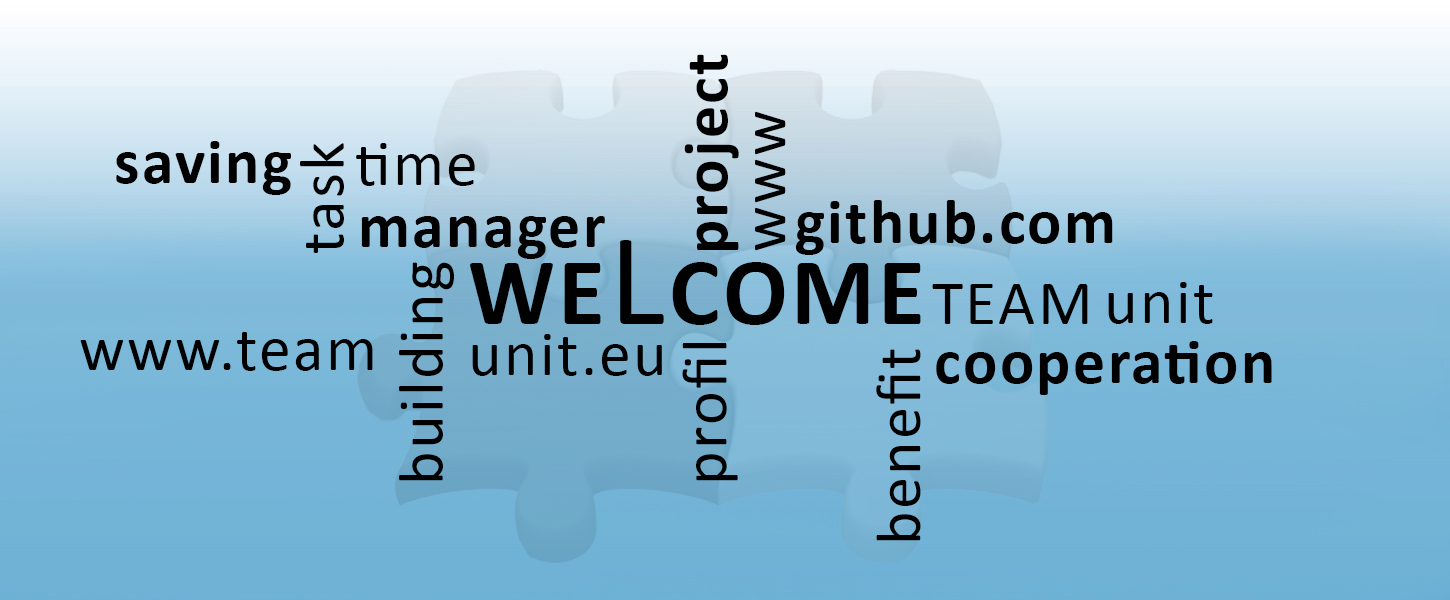 project
www
saving
task
time
manager
github.com
building
WELCOME
TEAM unit
www.team
unit.eu
profil
benefit
cooperation